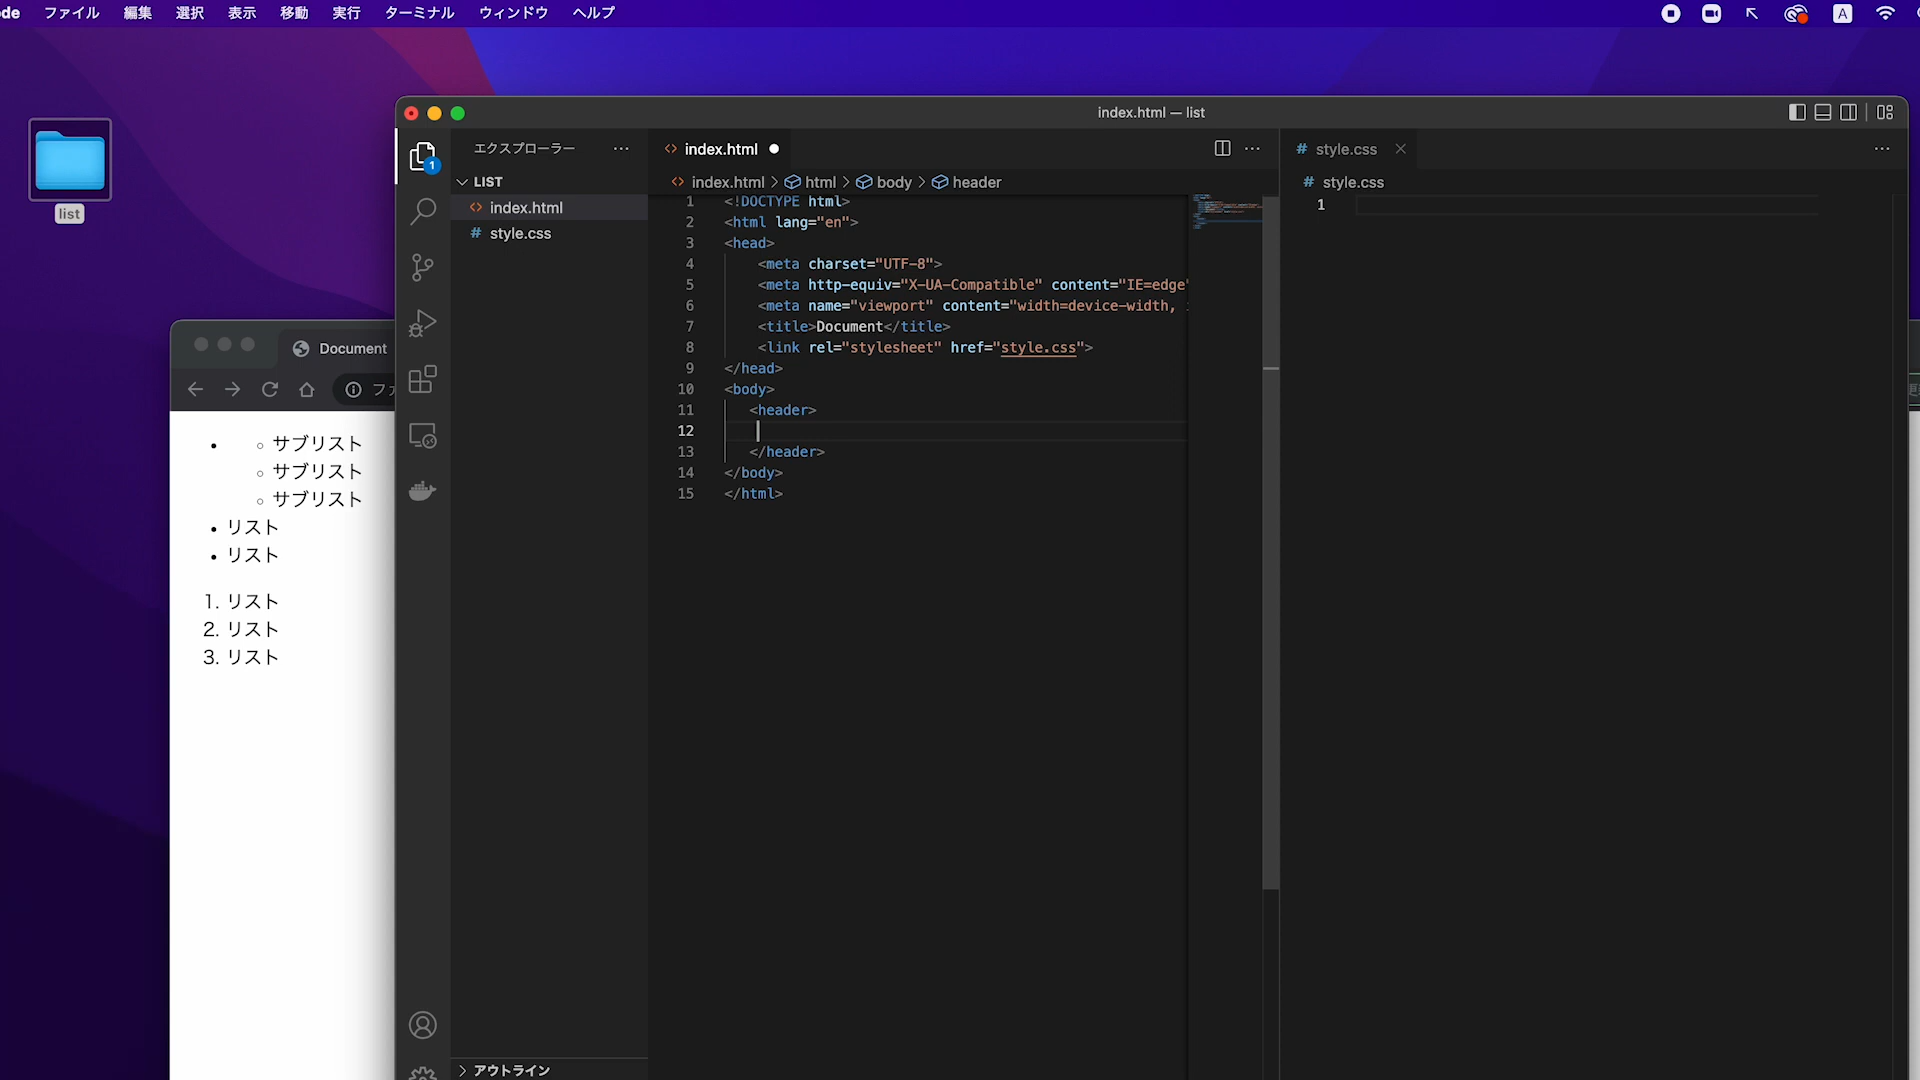 ode ファイル 編集 選択 表示 移動 実行 ターミナル ウィンドウ ヘルプ A
list
index.html — list
エクスプローラー
LIST
index.html
style.css
アウトライン
1
index.html
index.html > html > body > header
1 <!DOCTYPE html>
2 <html lang="en">
3 <head>
4 <meta charset="UTF-8">
5 <meta http-equiv="X-UA-Compatible" content="IE=edge"
6 <meta name="viewport" content="width=device-width,
7 <title>Document</title>
8 <link rel="stylesheet" href="style.css">
9 </head>
10 <body>
11 <header>
12
13 </header>
14 </body>
15 </html>
# style.css
# style.css
1
Document
ファ
サブリスト
サブリスト
サブリスト
リスト
リスト
1. リスト
2. リスト
3. リスト